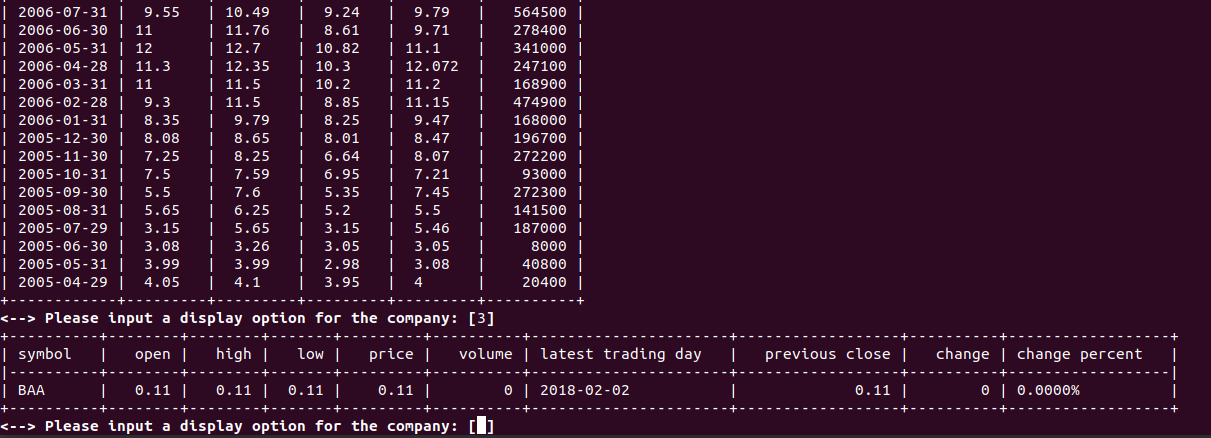 | 2006-07-31 |  9.55   | 10.49   |  9.24   |  9.79   |   564500 |
| 2006-06-30 | 11      | 11.76   |  8.61   |  9.71   |   278400 |
| 2006-05-31 | 12      | 12.7    | 10.82   | 11.1    |   341000 |
| 2006-04-28 | 11.3    | 12.35   | 10.3    | 12.072  |   247100 |
| 2006-03-31 | 11      | 11.5    | 10.2    | 11.2    |   168900 |
| 2006-02-28 |  9.3    | 11.5    |  8.85   | 11.15   |   474900 |
| 2006-01-31 |  8.35   |  9.79   |  8.25   |  9.47   |   168000 |
| 2005-12-30 |  8.08   |  8.65   |  8.01   |  8.47   |   196700 |
| 2005-11-30 |  7.25   |  8.25   |  6.64   |  8.07   |   272200 |
| 2005-10-31 |  7.5    |  7.59   |  6.95   |  7.21   |    93000 |
| 2005-09-30 |  5.5    |  7.6    |  5.35   |  7.45   |   272300 |
| 2005-08-31 |  5.65   |  6.25   |  5.2    |  5.5    |   141500 |
| 2005-07-29 |  3.15   |  5.65   |  3.15   |  5.46   |   187000 |
| 2005-06-30 |  3.08   |  3.26   |  3.05   |  3.05   |     8000 |
| 2005-05-31 |  3.99   |  3.99   |  2.98   |  3.08   |    40800 |
| 2005-04-29 |  4.05   |  4.1    |  3.95   |  4      |    20400 |
+------------+---------+---------+---------+---------+----------+
<--> Please input a display option for the company: [3]
+----------+--------+--------+-------+---------+----------+----------------------+------------------+----------+------------------+
| symbol   |   open |   high |   low |   price |   volume | latest trading day   |   previous close |   change | change percent   |
|----------+--------+--------+-------+---------+----------+----------------------+------------------+----------+------------------|
| BAA      |   0.11 |   0.11 |  0.11 |    0.11 |        0 | 2018-02-02           |             0.11 |        0 | 0.0000%          |
+----------+--------+--------+-------+---------+----------+----------------------+------------------+----------+------------------+
<--> Please input a display option for the company: [ ]